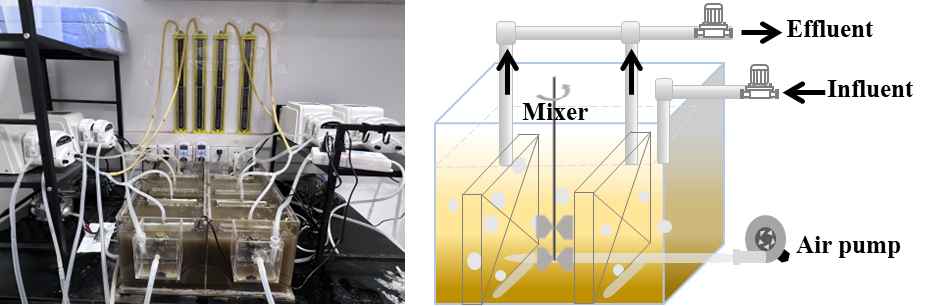 Effluent
Influent
Mixer
Air pump